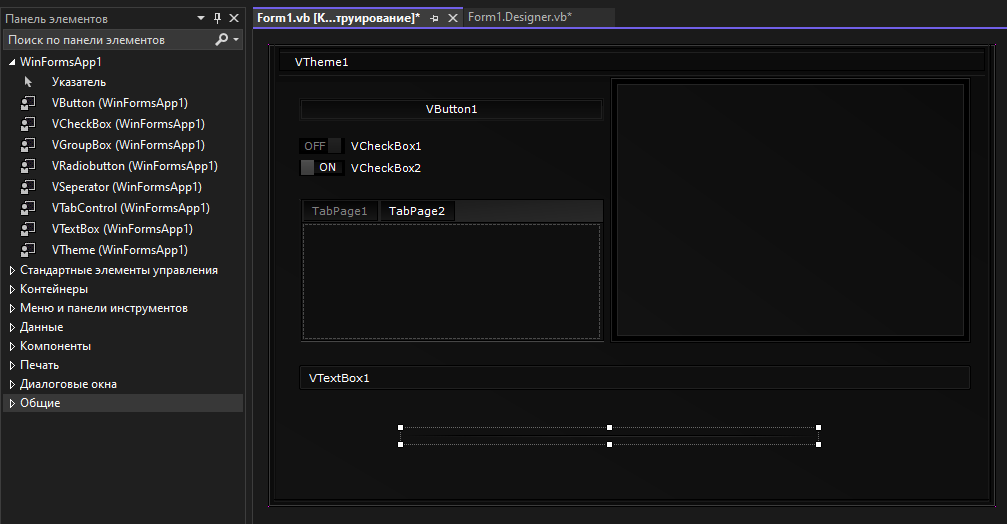 Панель элементов
Поиск по панели элементов
WinFormsApp1
Указатель
VButton (WinFormsApp1)
VCheckBox (WinFormsApp1)
VGroupBox (WinFormsApp1)
VRadiobutton (WinFormsApp1)
VSeperator (WinFormsApp1)
VTabControl (WinFormsApp1)
VTextBox (WinFormsApp1)
VTheme (WinFormsApp1)
Стандартные элементы управления
Контейнеры
Меню и панели инструментов
Данные
Компоненты
Печать
Диалоговые окна
Общие
Form1.vb [К...труирование]*
Form1.Designer.vb*
VTheme1
VButton1
OFF VCheckBox1
ON VCheckBox2
TabPage1 TabPage2
VTextBox1